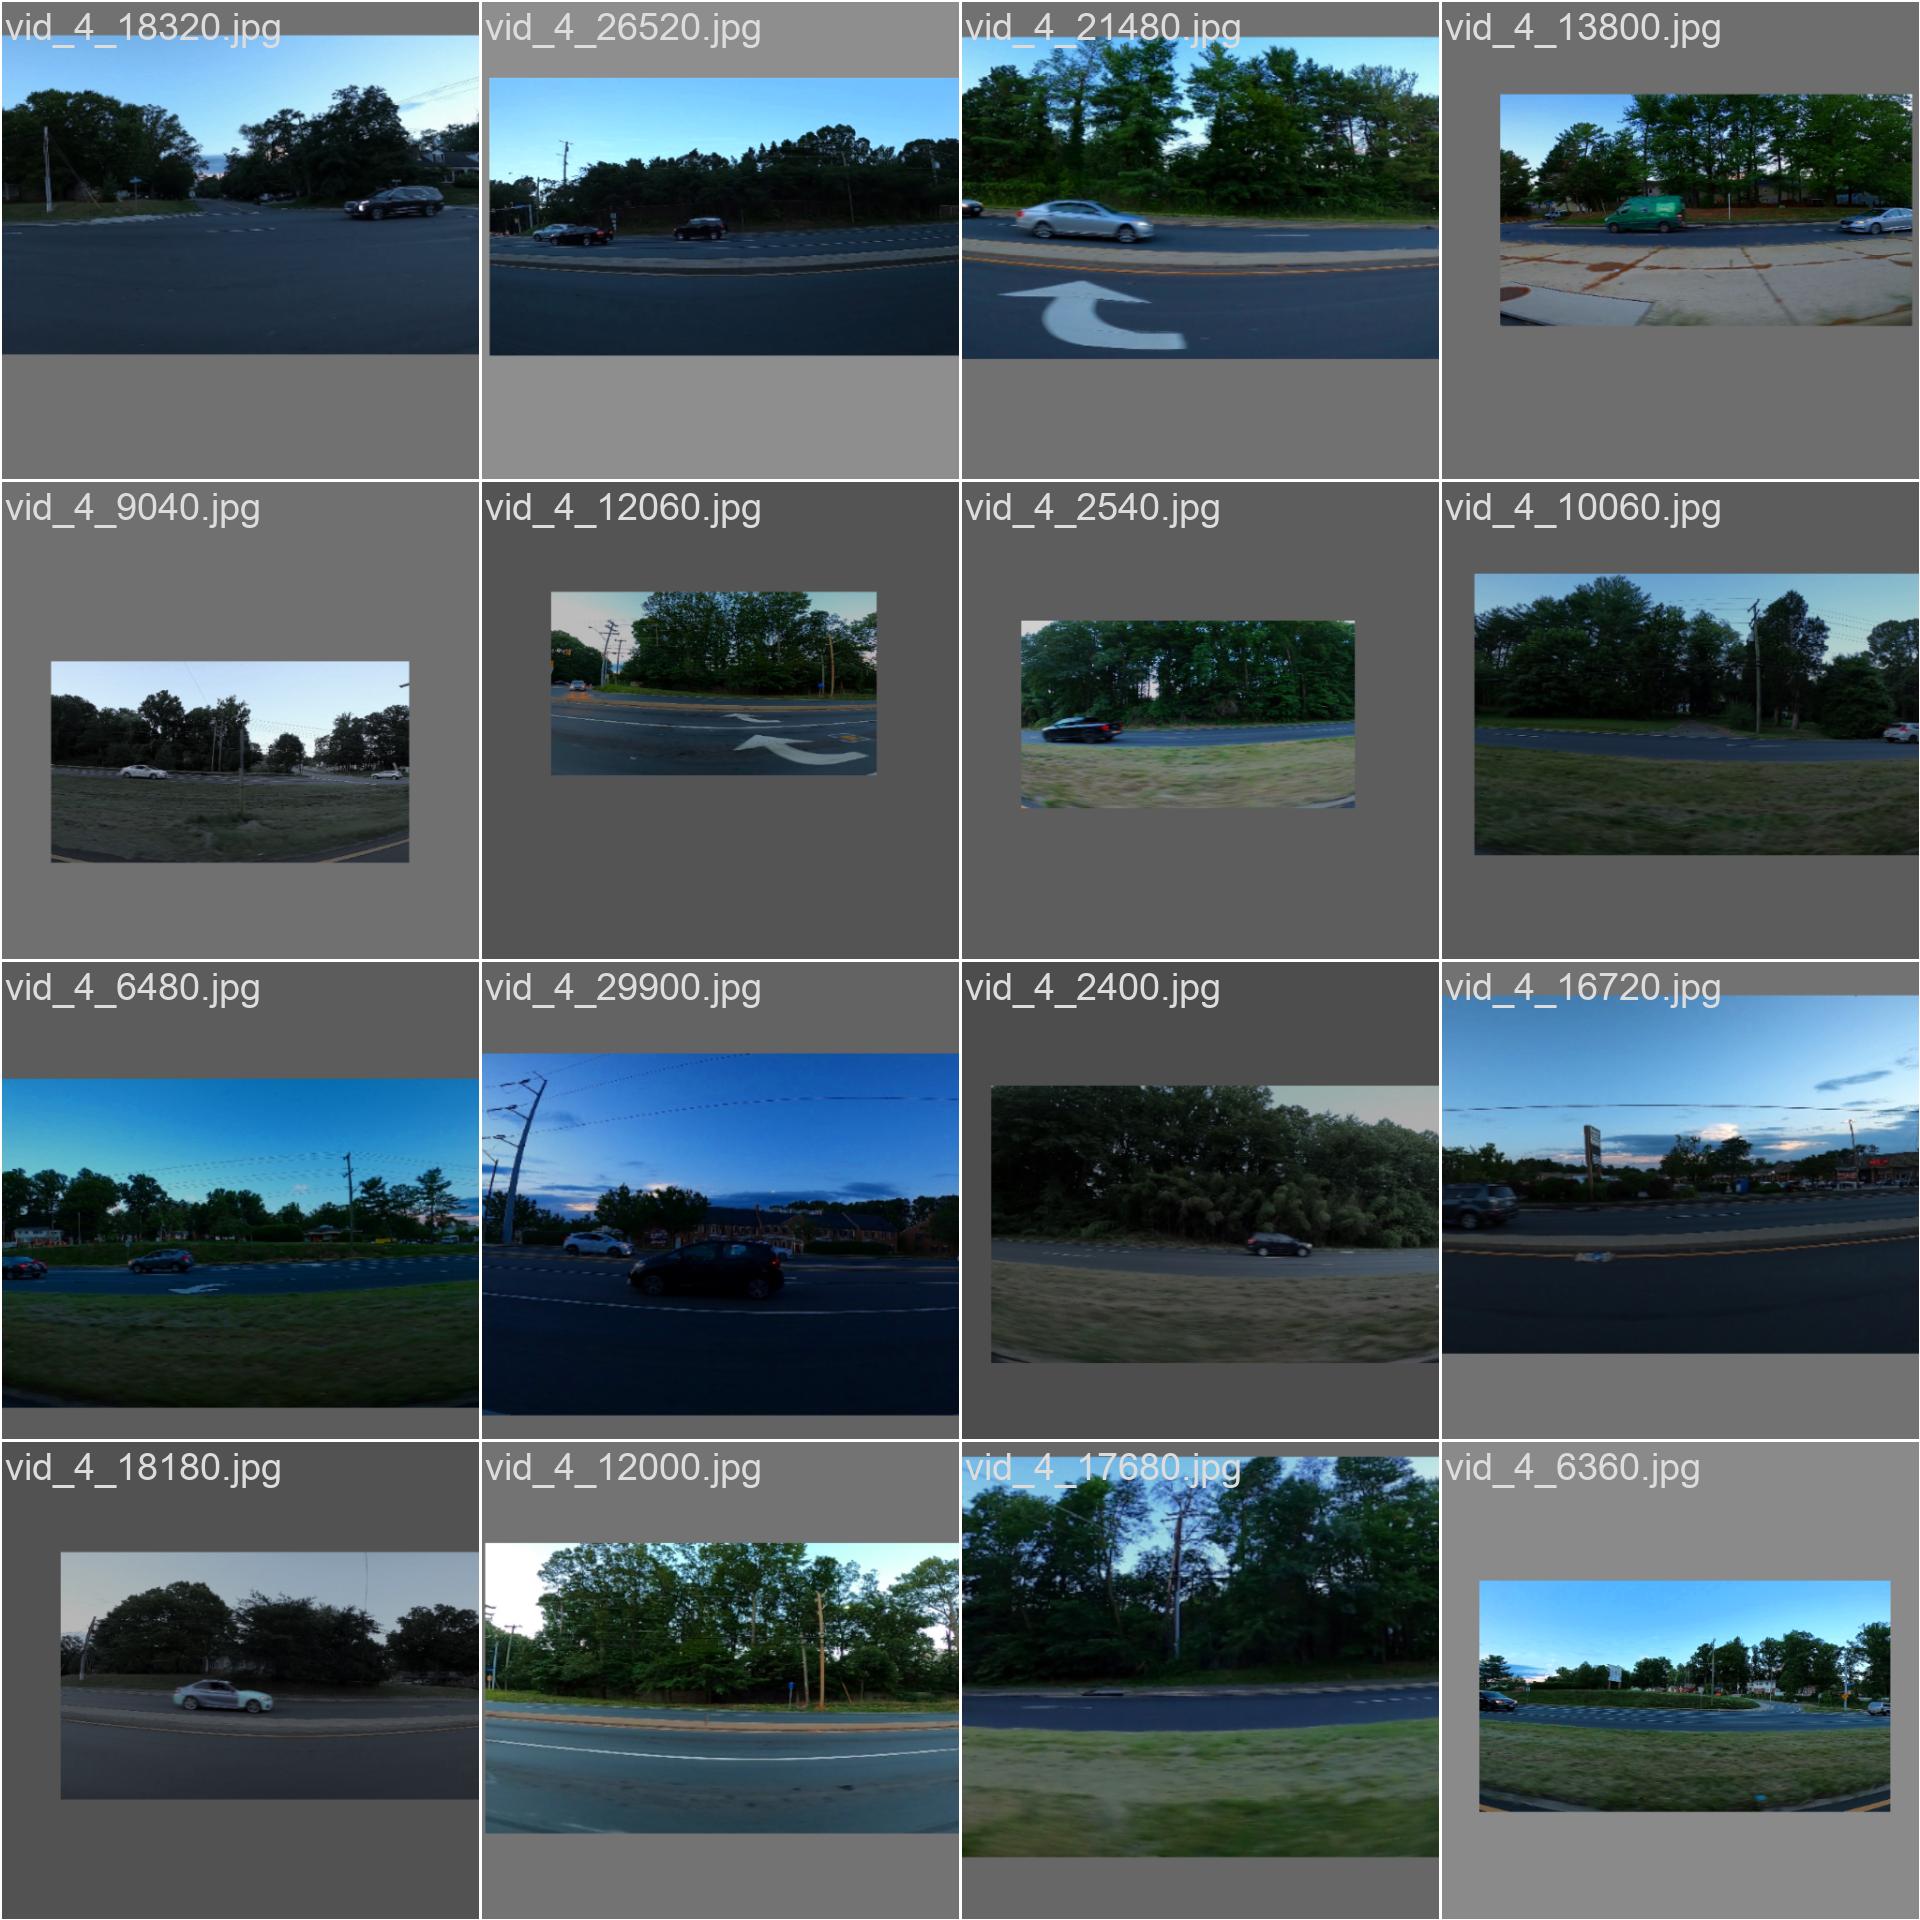 vid_4_18320.jpg
vid_4_26520.jpg
vid_4_21480.jpg
vid_4_13800.jpg
vid_4_9040.jpg
vid_4_12060.jpg
vid_4_2540.jpg
vid_4_10060.jpg
vid_4_6480.jpg
vid_4_29900.jpg
vid_4_2400.jpg
vid_4_16720.jpg
vid_4_18180.jpg
vid_4_12000.jpg
vid_4_17680.jpg
vid_4_6360.jpg